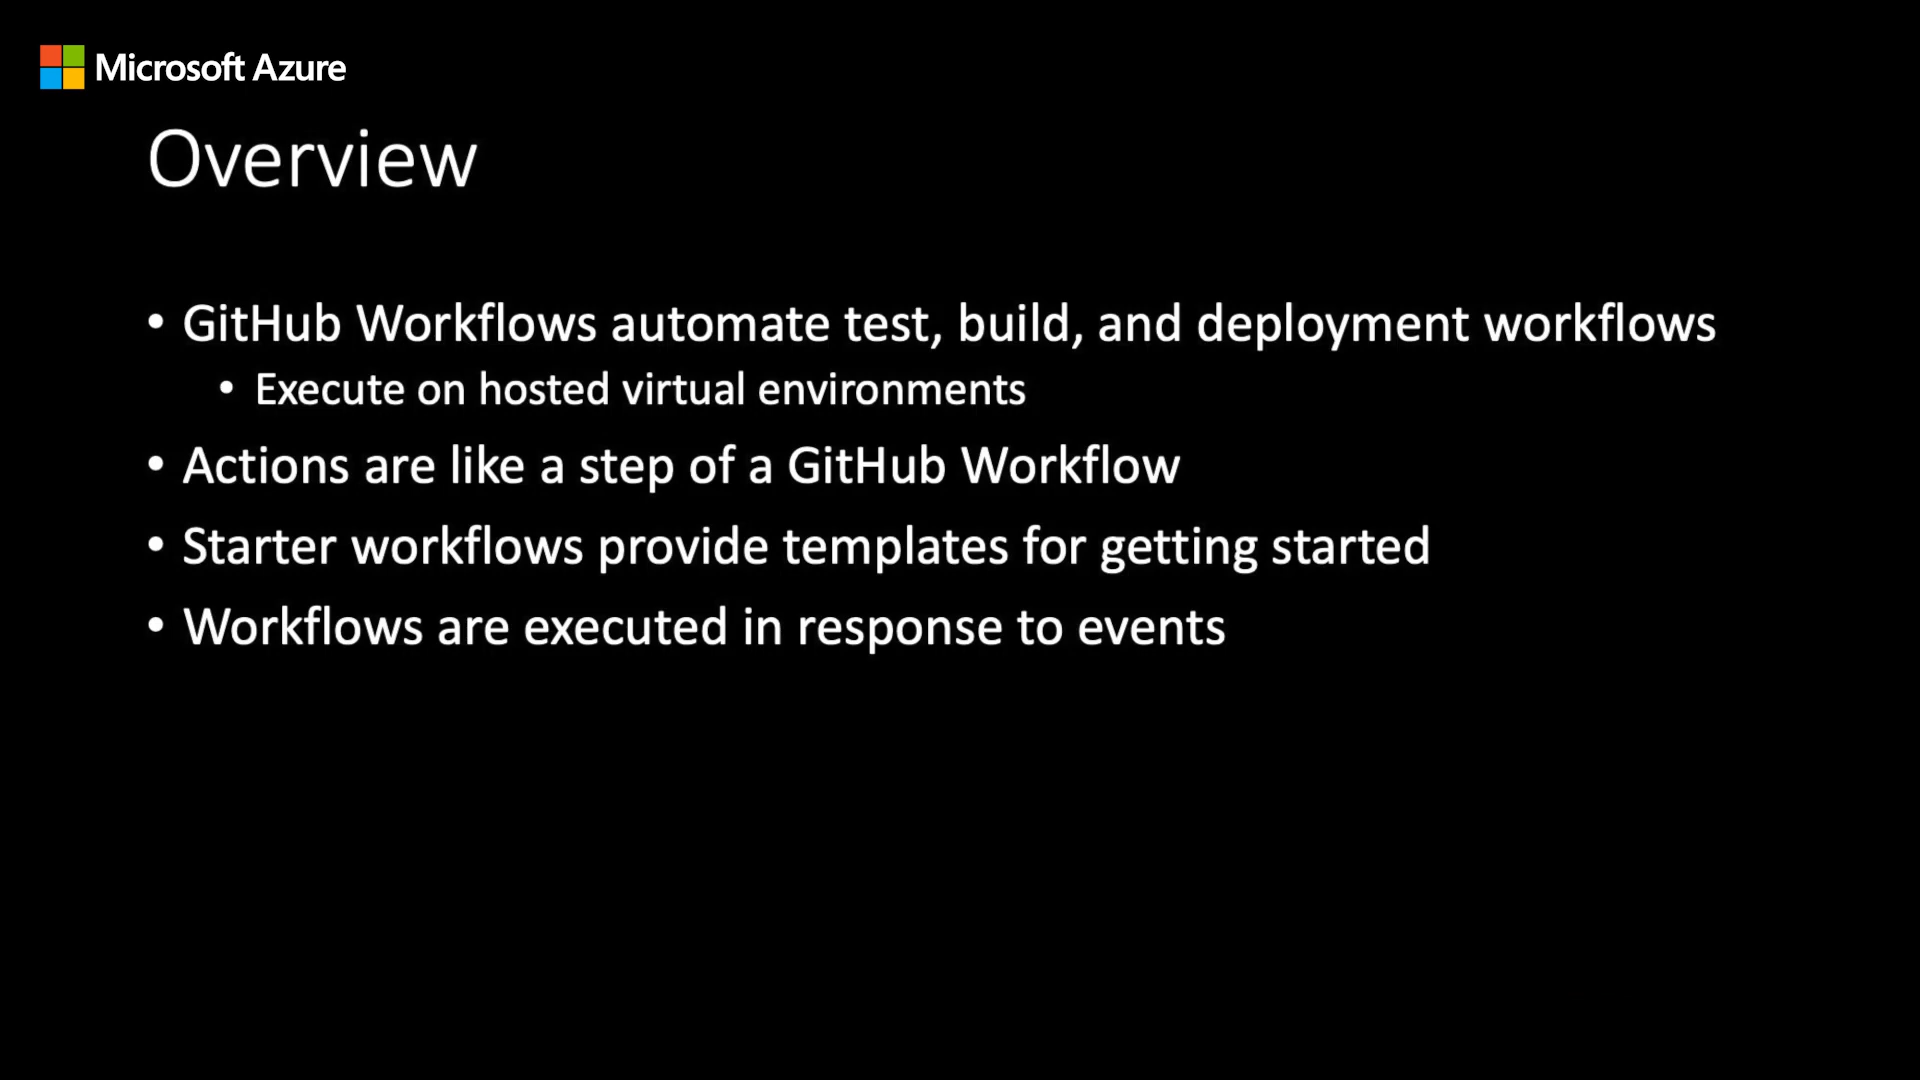 Microsoft Azure
Overview
• GitHub Workflows automate test, build, and deployment workflows
• Execute on hosted virtual environments
• Actions are like a step of a GitHub Workflow
• Starter workflows provide templates for getting started
• Workflows are executed in response to events